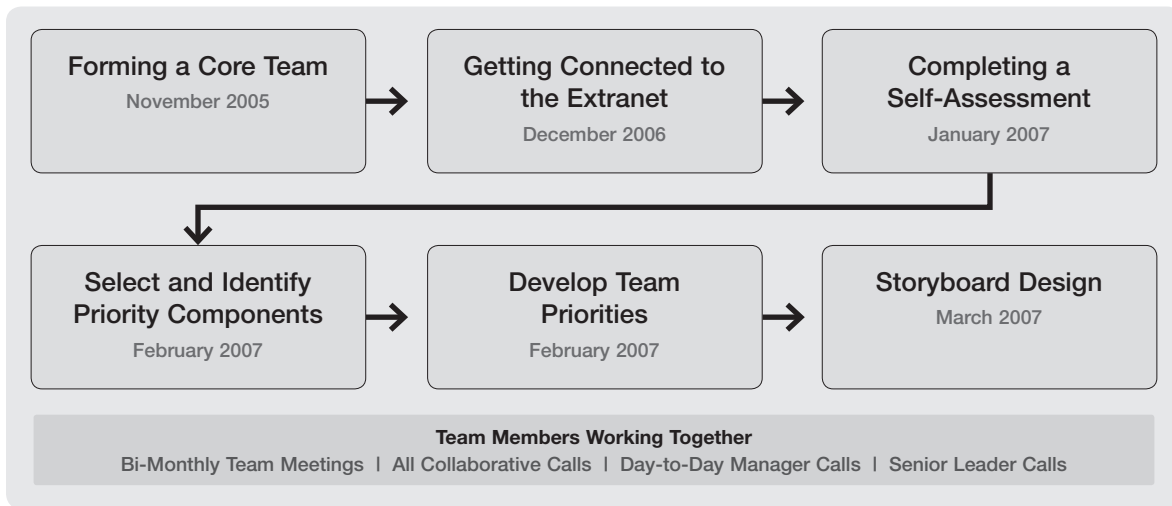 Forming a Core Team
November 2005
Getting Connected to
the Extranet
December 2006
Completing a
Self-Assessment
January 2007
Select and Identify
Priority Components
February 2007
Develop Team
Priorities
February 2007
Storyboard Design
March 2007
Team Members Working Together
Bi-Monthly Team Meetings | All Collaborative Calls | Day-to-Day Manager Calls | Senior Leader Calls